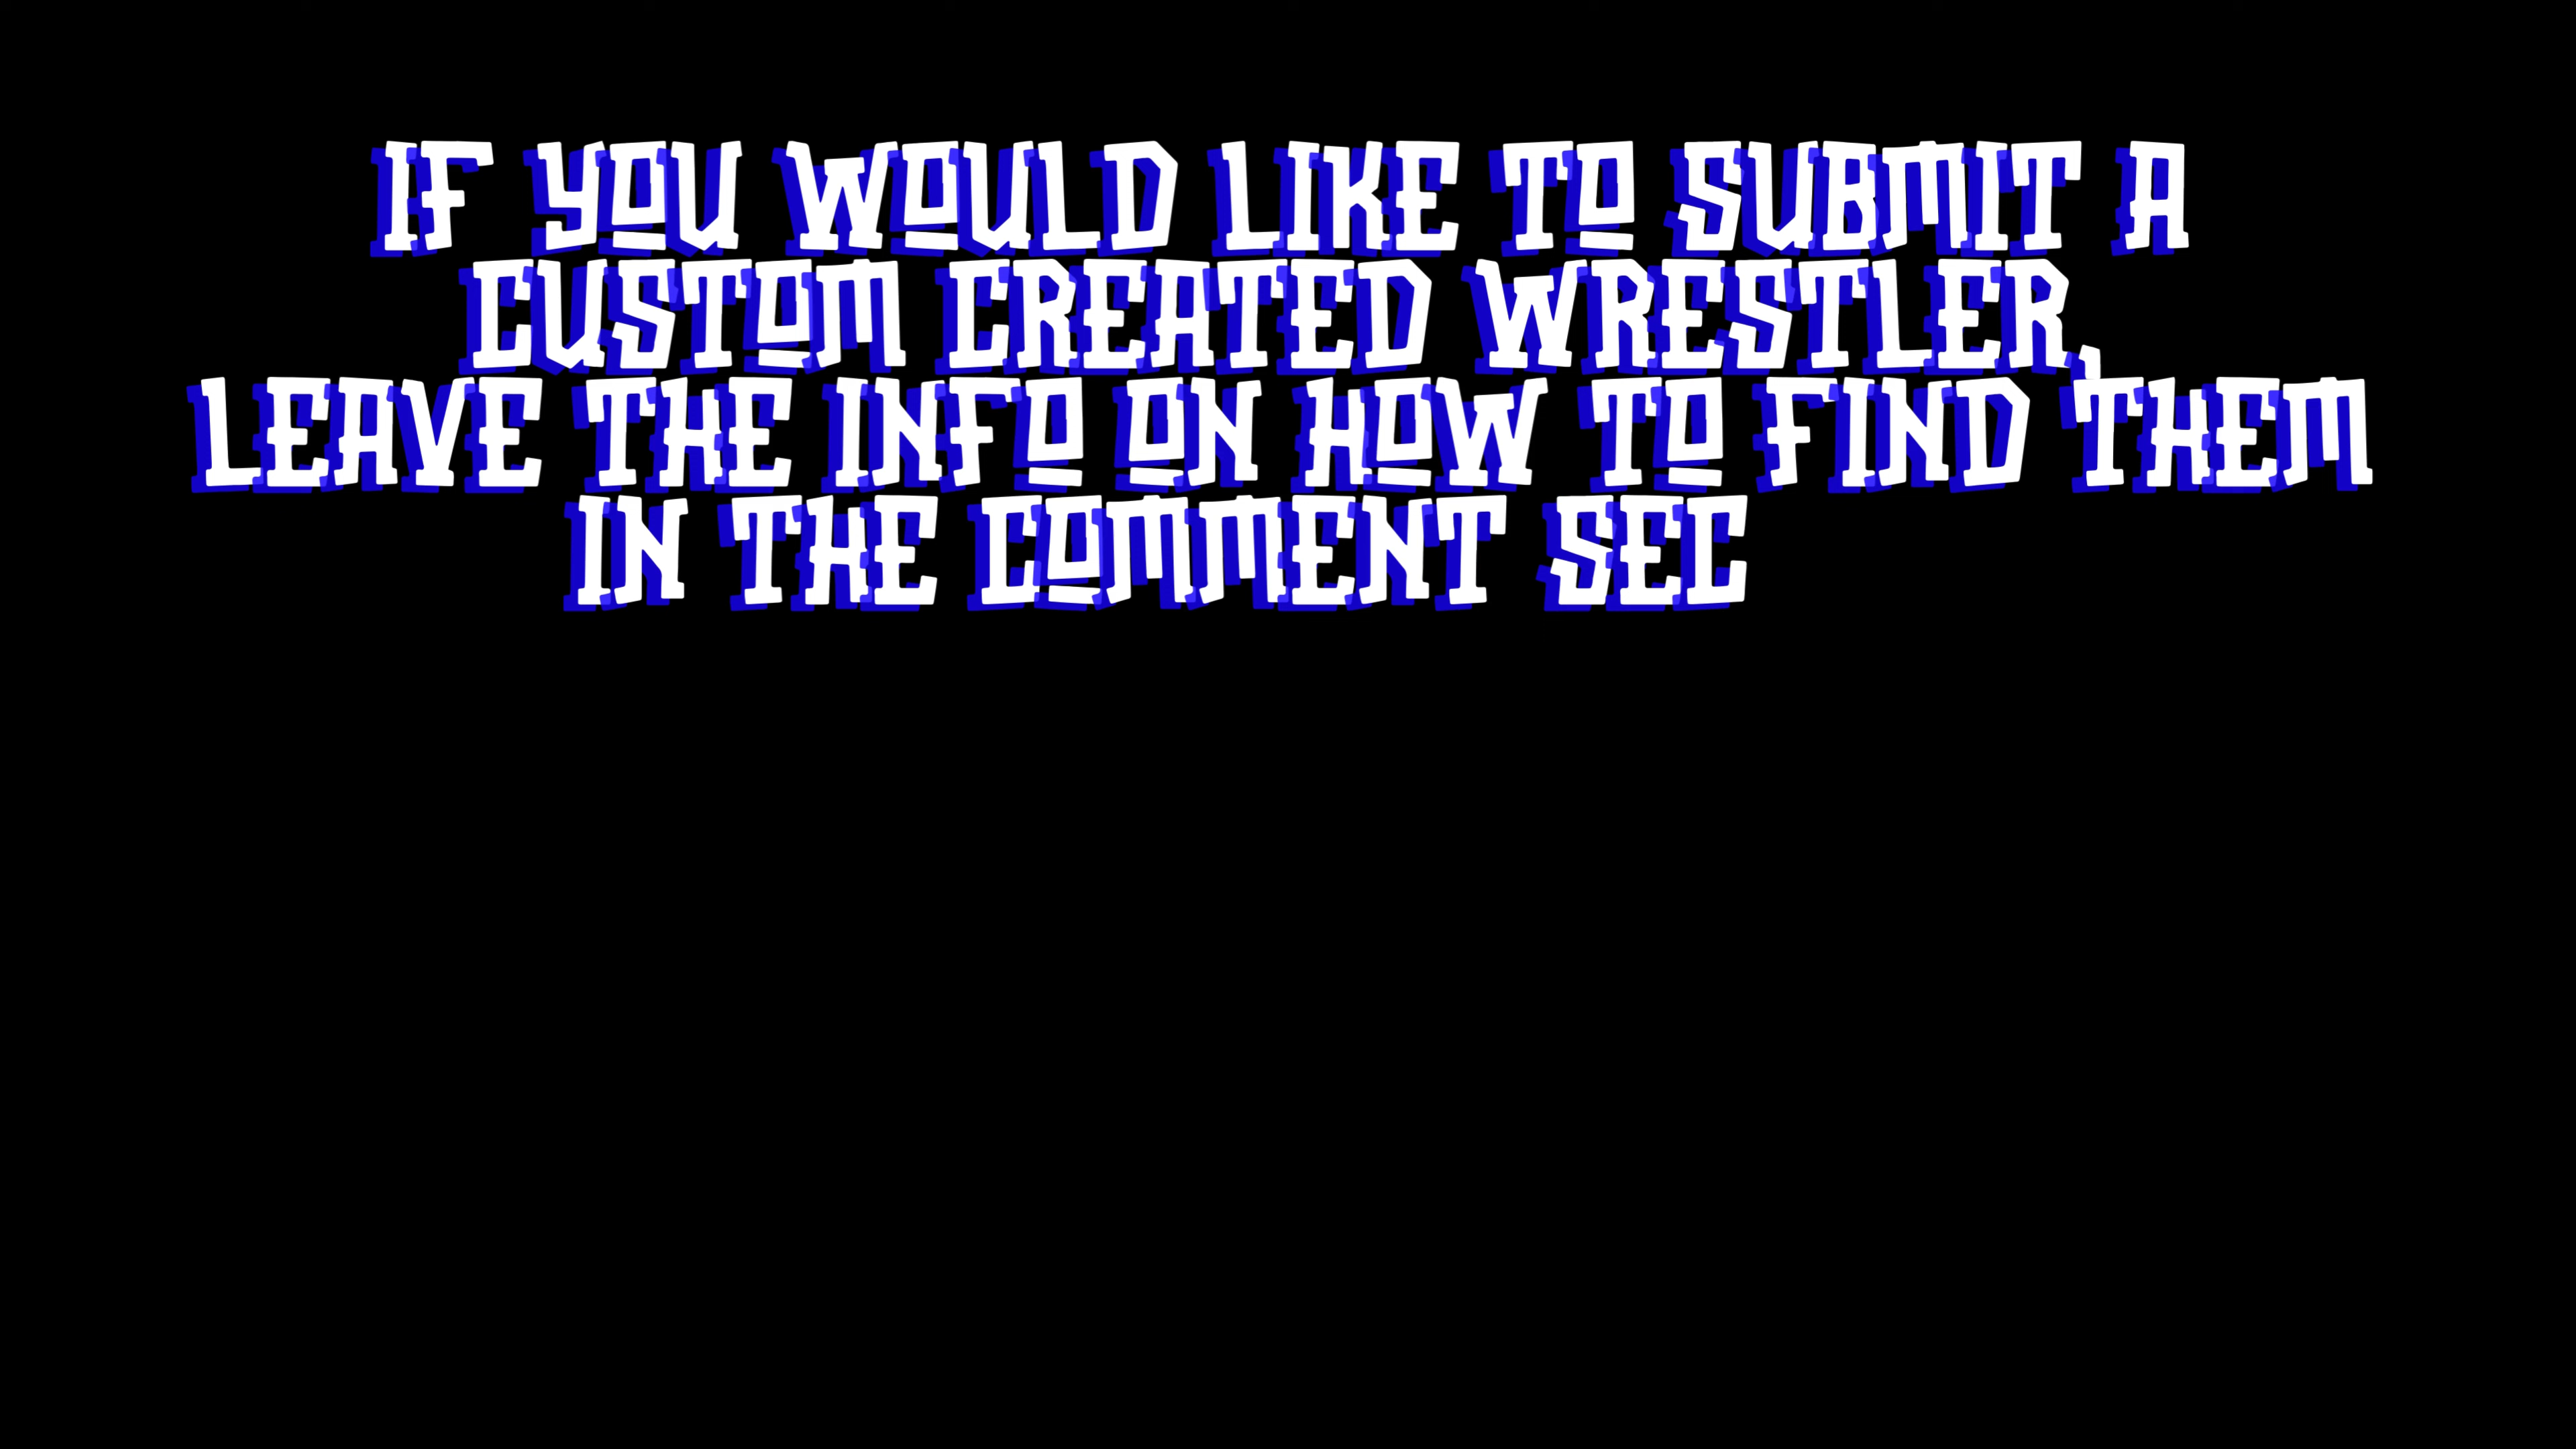 IF YOU WOULD LIKE TO SUBMIT A
CUSTOM CREATED WRESTLER,
LEAVE THE INFO ON HOW TO FIND THEM
IN THE COMMENT SEC